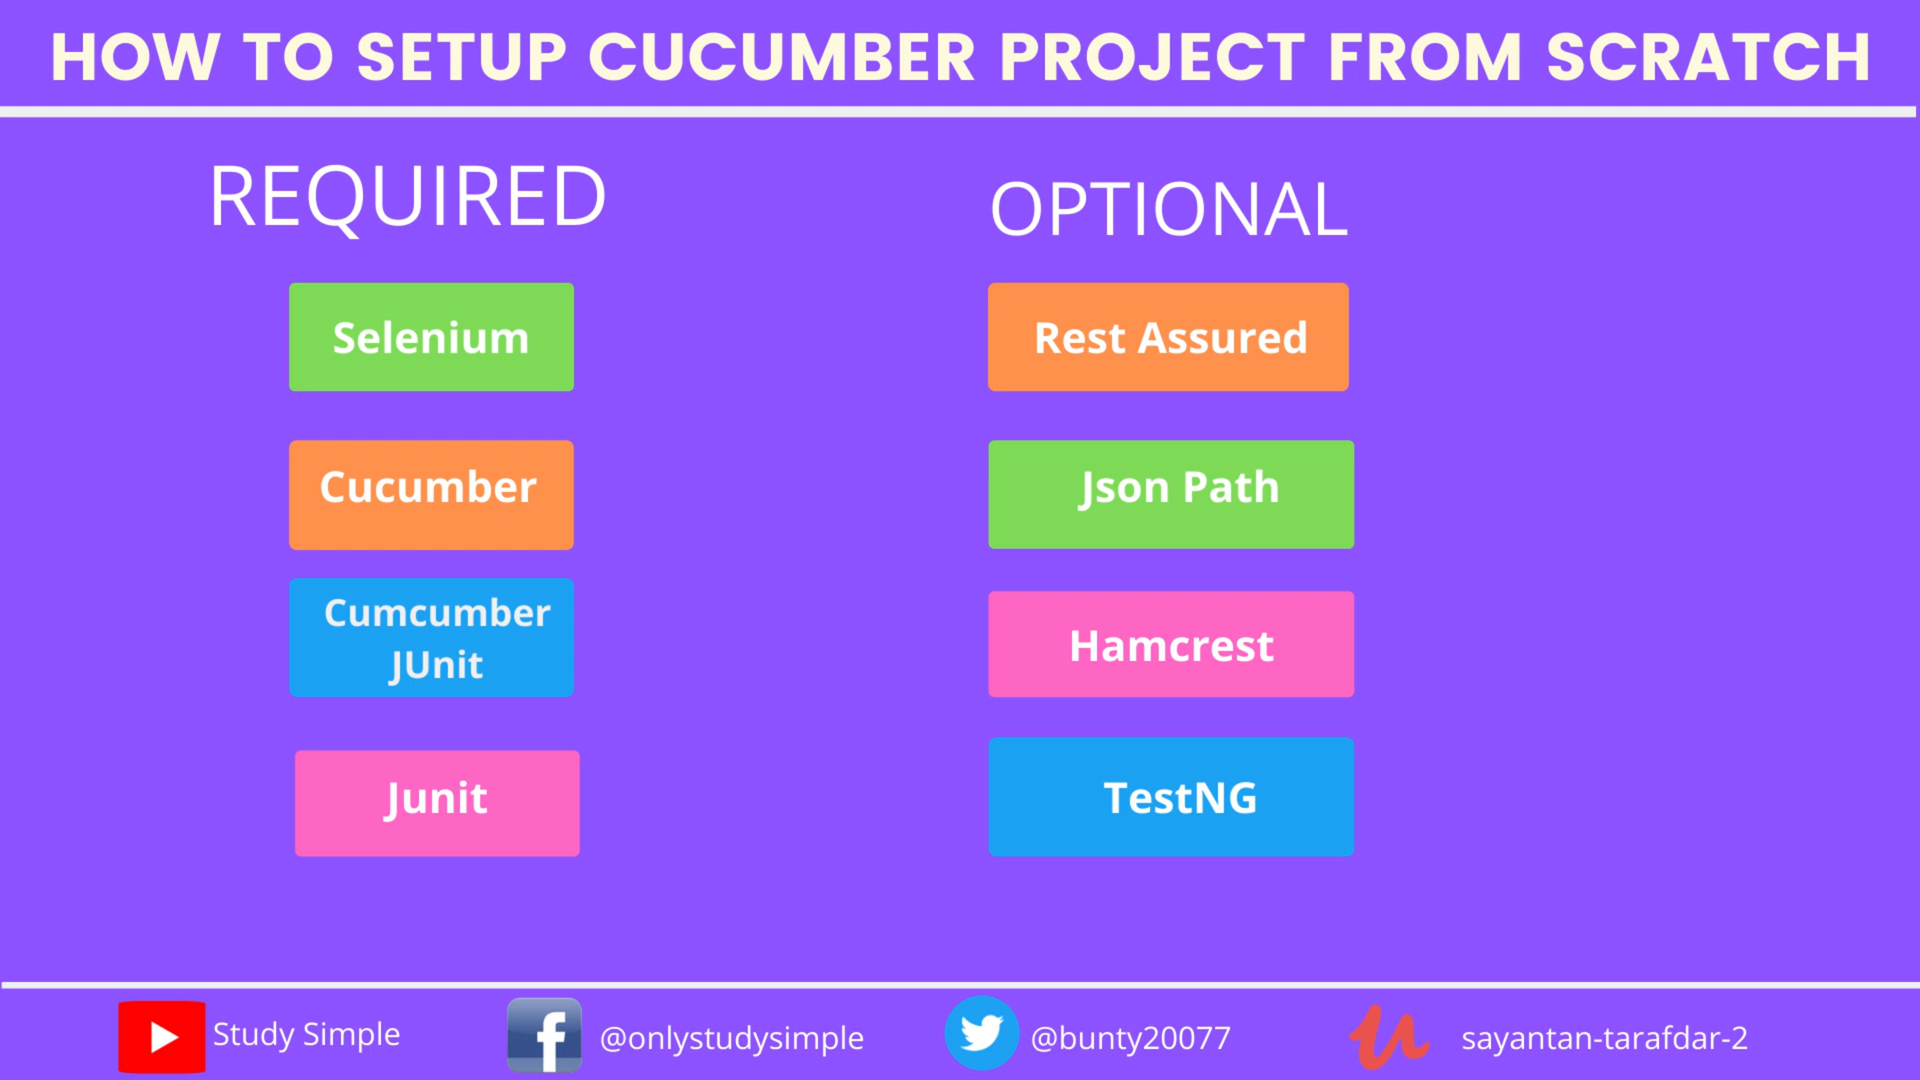 HOW TO SETUP CUCUMBER PROJECT FROM SCRATCH
REQUIRED
Selenium
Cucumber
Cumcumber
JUnit
Junit
OPTIONAL
Rest Assured
Json Path
Hamcrest
TestNG
Study Simple
@onlystudysimple
@bunty20077
sayantan-tarafdar-2